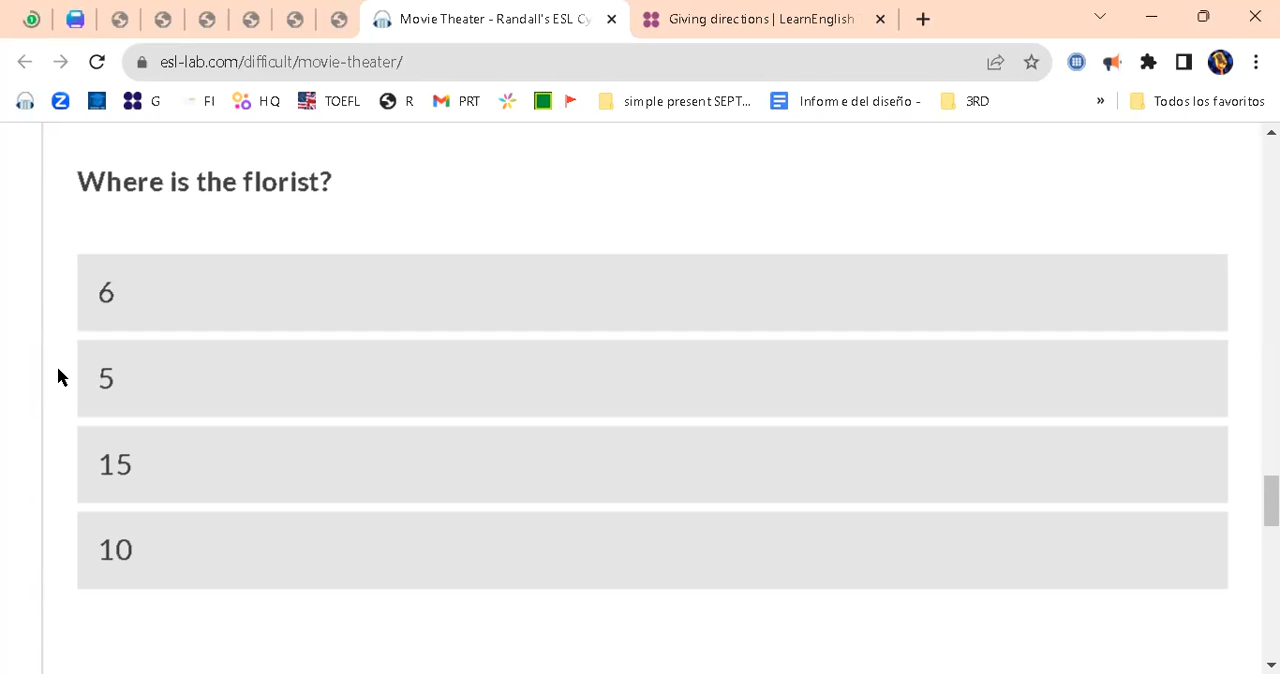 Movie Theater - Randall's ESL Cy
Giving directions | LearnEnglish T
esl-lab.com/difficult/movie-theater/
G FI H Q TOEFL R PRT simple present SEPT... Informe del diseño - 3RD » Todos los favoritos
Where is the florist?
6
5
15
10